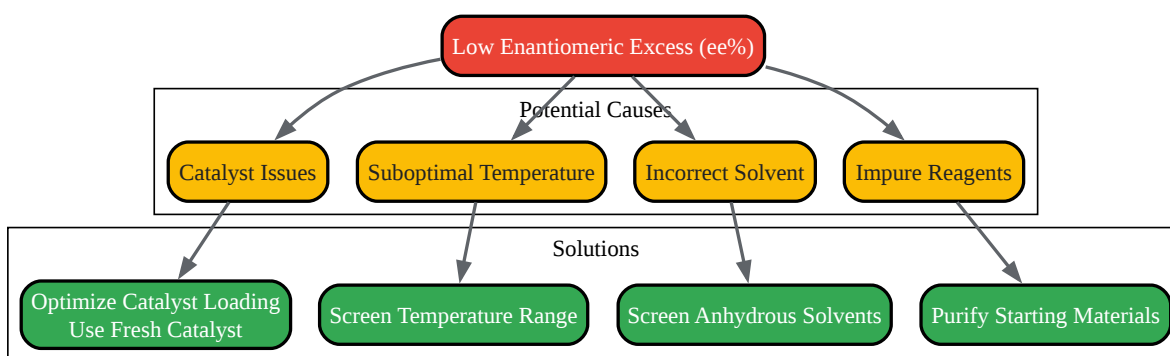 Low Enantiomeric Excess (ee%)
Potential Causes
Catalyst Issues
Suboptimal Temperature
Incorrect Solvent
Impure Reagents
Solutions
Optimize Catalyst Loading
Use Fresh Catalyst
Screen Temperature Range
Screen Anhydrous Solvents
Purify Starting Materials